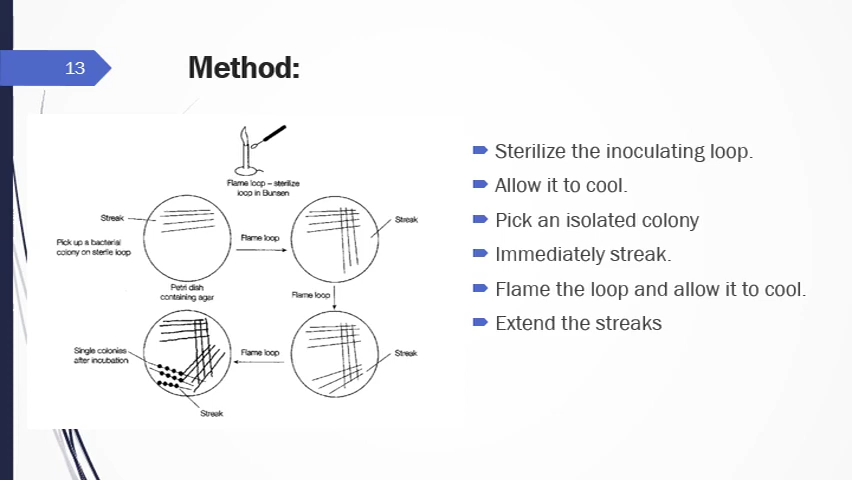 13
Method:
Flame loop – sterilize
loop in Bunsen
Streak
Pick up a bacterial
colony on sterile loop
Flame loop
Streak
Petri dish
containing agar
Flame loop
Single colonies
after incubation
Flame loop
Streak
Streak
Sterilize the inoculating loop.
Allow it to cool.
Pick an isolated colony
Immediately streak.
Flame the loop and allow it to cool.
Extend the streaks